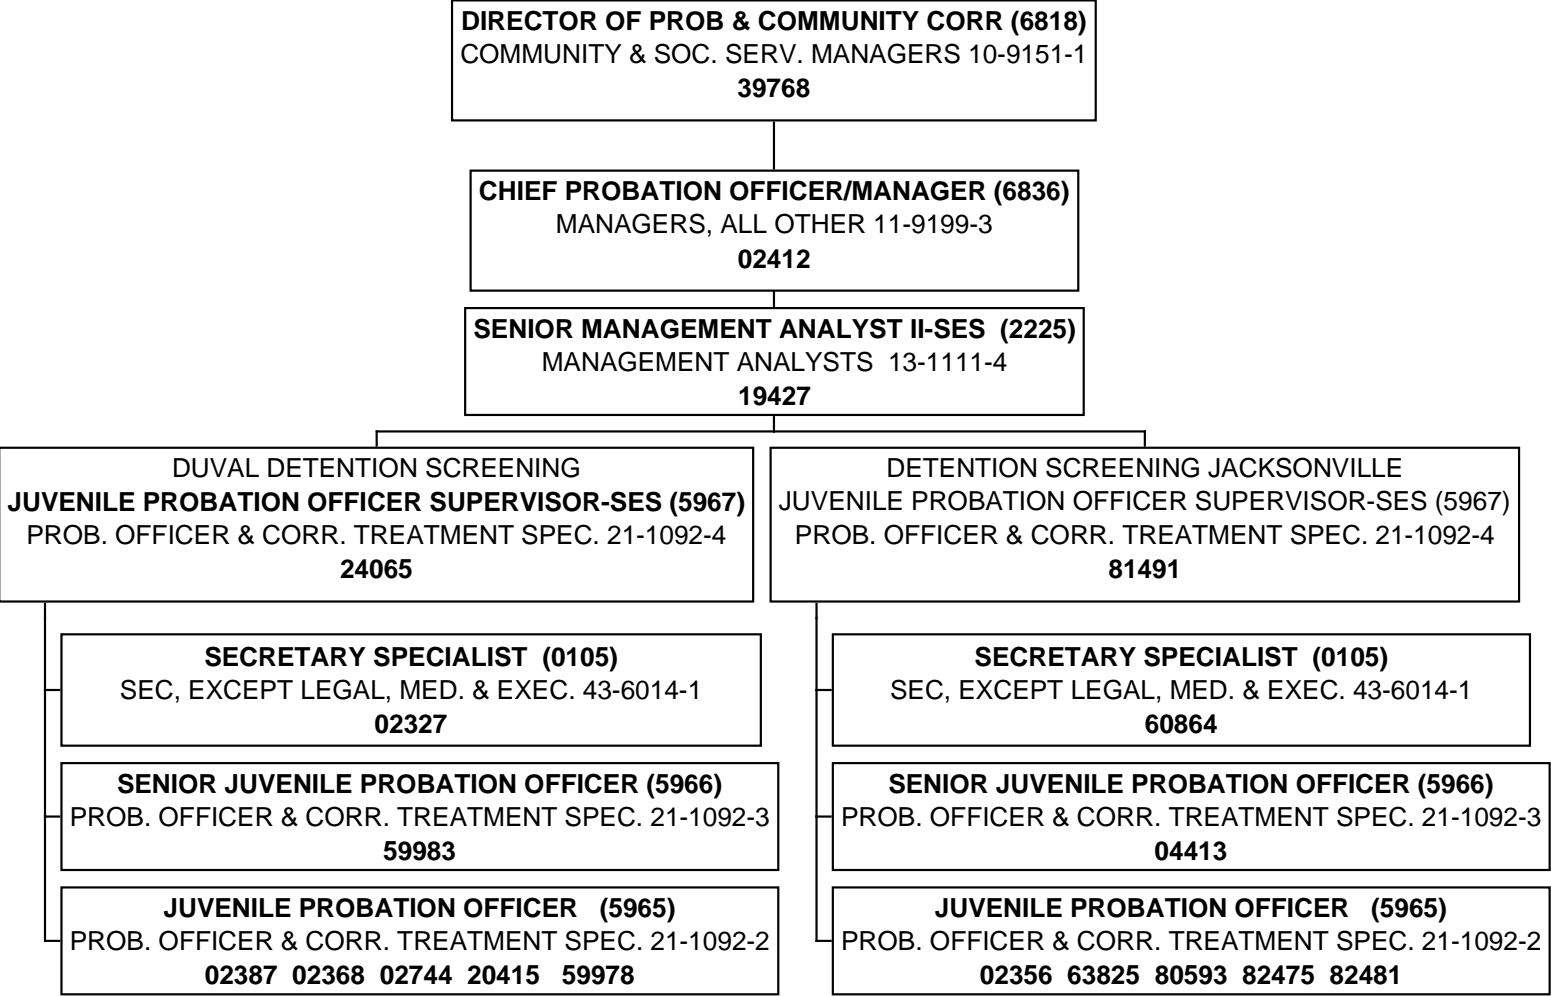 DIRECTOR OF PROB & COMMUNITY CORR (6818)
COMMUNITY & SOC. SERV. MANAGERS 10-9151-1
39768
CHIEF PROBATION OFFICER/MANAGER (6836)
MANAGERS, ALL OTHER 11-9199-3
02412
SENIOR MANAGEMENT ANALYST II-SES (2225)
MANAGEMENT ANALYSTS 13-1111-4
19427
DUVAL DETENTION SCREENING
JUVENILE PROBATION OFFICER SUPERVISOR-SES (5967)
PROB. OFFICER & CORR. TREATMENT SPEC. 21-1092-4
24065
SECRETARY SPECIALIST (0105)
SEC, EXCEPT LEGAL, MED. & EXEC. 43-6014-1
02327
SENIOR JUVENILE PROBATION OFFICER (5966)
PROB. OFFICER & CORR. TREATMENT SPEC. 21-1092-3
59983
JUVENILE PROBATION OFFICER (5965)
PROB. OFFICER & CORR. TREATMENT SPEC. 21-1092-2
02387 02368 02744 20415 59978
DETENTION SCREENING JACKSONVILLE
JUVENILE PROBATION OFFICER SUPERVISOR-SES (5967)
PROB. OFFICER & CORR. TREATMENT SPEC. 21-1092-4
81491
SECRETARY SPECIALIST (0105)
SEC, EXCEPT LEGAL, MED. & EXEC. 43-6014-1
60864
SENIOR JUVENILE PROBATION OFFICER (5966)
PROB. OFFICER & CORR. TREATMENT SPEC. 21-1092-3
04413
JUVENILE PROBATION OFFICER (5965)
PROB. OFFICER & CORR. TREATMENT SPEC. 21-1092-2
02356 63825 80593 82475 82481